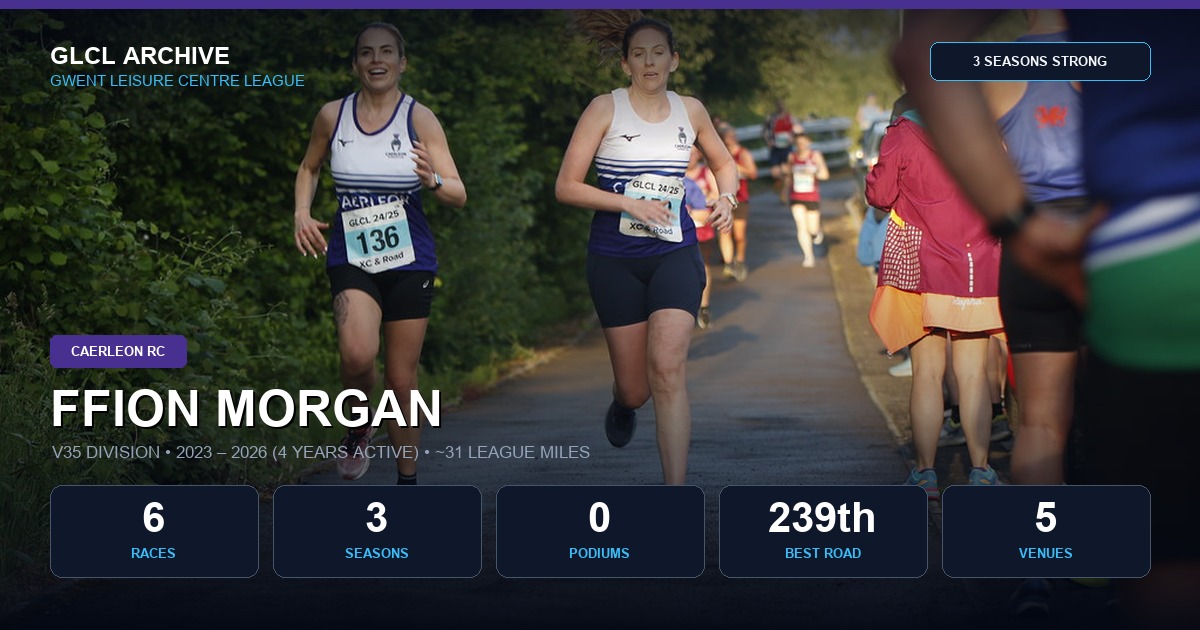 GLCL ARCHIVE
GWENT LEISURE CENTRE LEAGUE
3 SEASONS STRONG
CAERLEON
CAERLEON
GLCL 24/25
136
XC & Road
GLCL 24/25
XC & Road
CAERLEON RC
FFION MORGAN
V35 DIVISION • 2023 – 2026 (4 YEARS ACTIVE) • ~31 LEAGUE MILES
6
RACES
3
SEASONS
0
PODIUMS
239th
BEST ROAD
5
VENUES